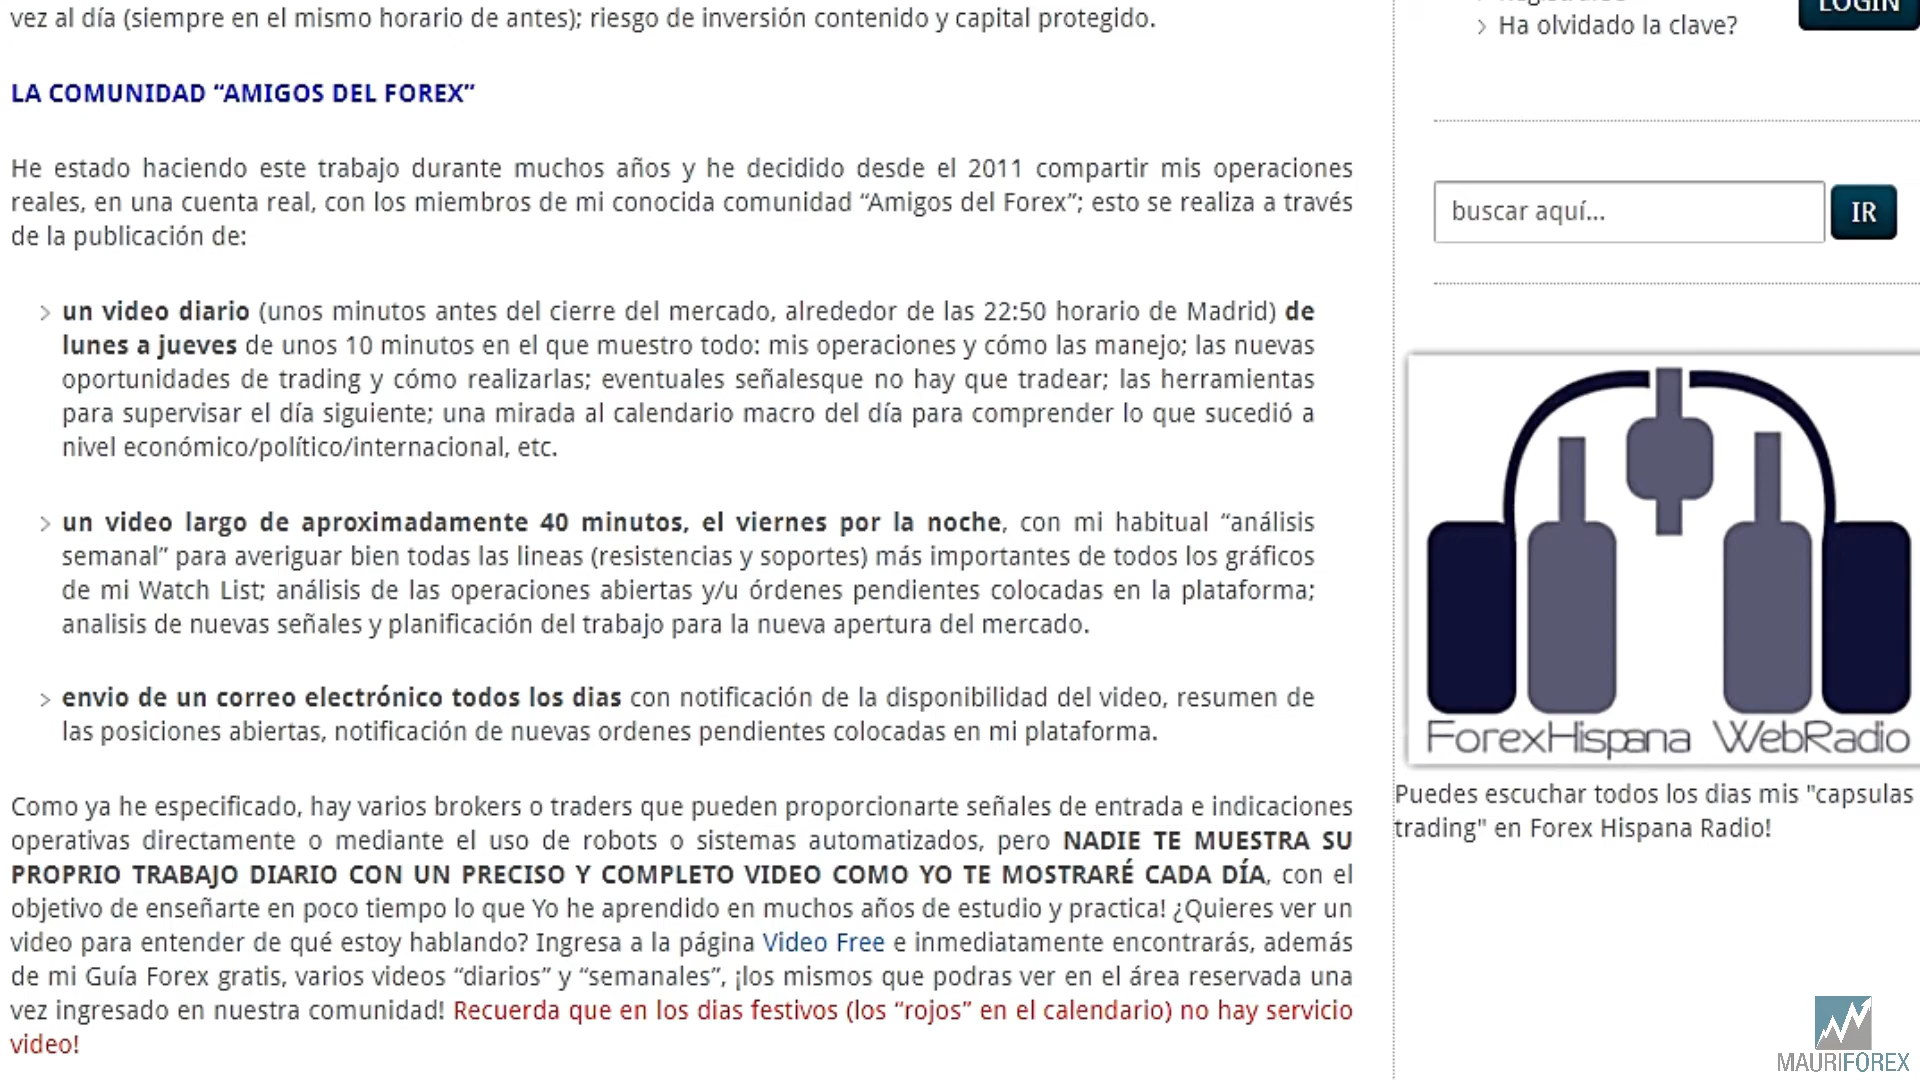 vez al día (siempre en el mismo horario de antes); riesgo de inversión contenido y capital protegido.
LA COMUNIDAD “AMIGOS DEL FOREX”
He estado haciendo este trabajo durante muchos años y he decidido desde el 2011 compartir mis operaciones
reales, en una cuenta real, con los miembros de mi conocida comunidad “Amigos del Forex”; esto se realiza a través
de la publicación de:
> un video diario (unos minutos antes del cierre del mercado, alrededor de las 22:50 horario de Madrid) de
lunes a jueves de unos 10 minutos en el que muestro todo: mis operaciones y cómo las manejo; las nuevas
oportunidades de trading y cómo realizarlas; eventuales señalesque no hay que tradear; las herramientas
para supervisar el día siguiente; una mirada al calendario macro del día para comprender lo que sucedió a
nivel económico/político/internacional, etc.
> un video largo de aproximadamente 40 minutos, el viernes por la noche, con mi habitual “análisis
semanal” para averiguar bien todas las lineas (resistencias y soportes) más importantes de todos los gráficos
de mi Watch List; análisis de las operaciones abiertas y/u órdenes pendientes colocadas en la plataforma;
analisis de nuevas señales y planificación del trabajo para la nueva apertura del mercado.
> envio de un correo electrónico todos los dias con notificación de la disponibilidad del video, resumen de
las posiciones abiertas, notificación de nuevas ordenes pendientes colocadas en mi plataforma.
Como ya he especificado, hay varios brokers o traders que pueden proporcionarte señales de entrada e indicaciones
operativas directamente o mediante el uso de robots o sistemas automatizados, pero NADIE TE MUESTRA SU
PROPRIO TRABAJO DIARIO CON UN PRECISO Y COMPLETO VIDEO COMO YO TE MOSTRARÉ CADA DÍA, con el
objetivo de enseñarte en poco tiempo lo que Yo he aprendido en muchos años de estudio y practica! ¿Quieres ver un
video para entender de qué estoy hablando? Ingresa a la página Video Free e inmediatamente encontrarás, además
de mi Guía Forex gratis, varios videos “diarios” y “semanales”, ¡los mismos que podras ver en el área reservada una
vez ingresado en nuestra comunidad! Recuerda que en los dias festivos (los “rojos” en el calendario) no hay servicio
video!
LOGIN
> Ha olvidado la clave?
buscar aquí...
IR
ForexHispana WebRadio
Puedes escuchar todos los dias mis "capsulas
trading" en Forex Hispana Radio!
MAURIFOREX